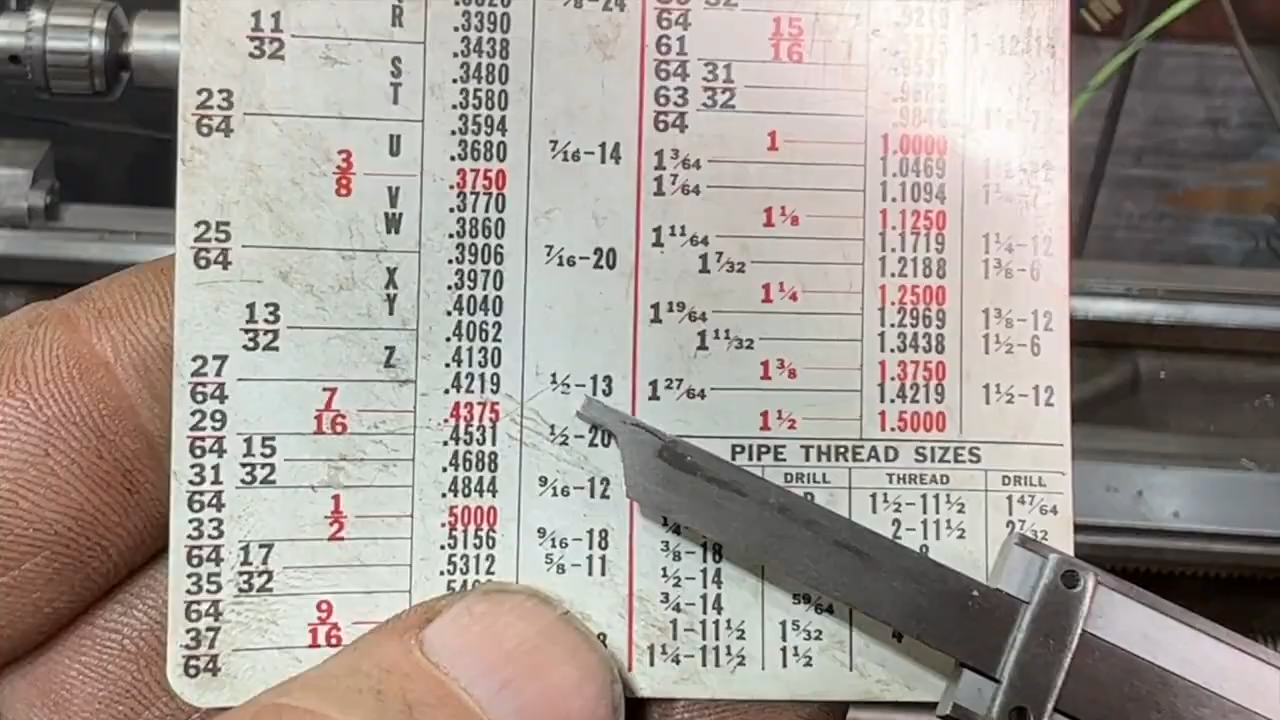 R .3390
11/32 .3438
S .3480
T .3580
23/64 .3594
U .3680 7/16-14
3/8 .3750
V .3770
W .3860
25/64 .3906 7/16-20
X .3970
Y .4040
13/32 .4062
Z .4130
27/64 .4219 1/2-13
7/16 .4375
29/64 .4531 1/2-20
15/32 .4688
31/64 .4844 9/16-12
1/2 .5000
33/64 .5156 9/16-18
17/32 .5312 5/8-11
35/64
9/16
37/64
64
15/16
61
64 31
63 32
64
1 1.0000
1 3/64 1.0469
1 7/64 1.1094
1 1/8 1.1250
1 11/64 1.1719 1 1/4-12
1 7/32 1.2188 1 3/8-6
1 1/4 1.2500
1 19/64 1.2969 1 3/8-12
1 11/32 1.3438 1 1/2-6
1 3/8 1.3750
1 27/64 1.4219 1 1/2-12
1 1/2 1.5000
PIPE THREAD SIZES
DRILL THREAD DRILL
1 1/2-11 1/2 1 47/64
2-11 1/2 2 7/32
3/8-18
1/2-14
3/4-14 59/64
1-11 1/2 1 5/32
1 1/4-11 1/2 1 1/2